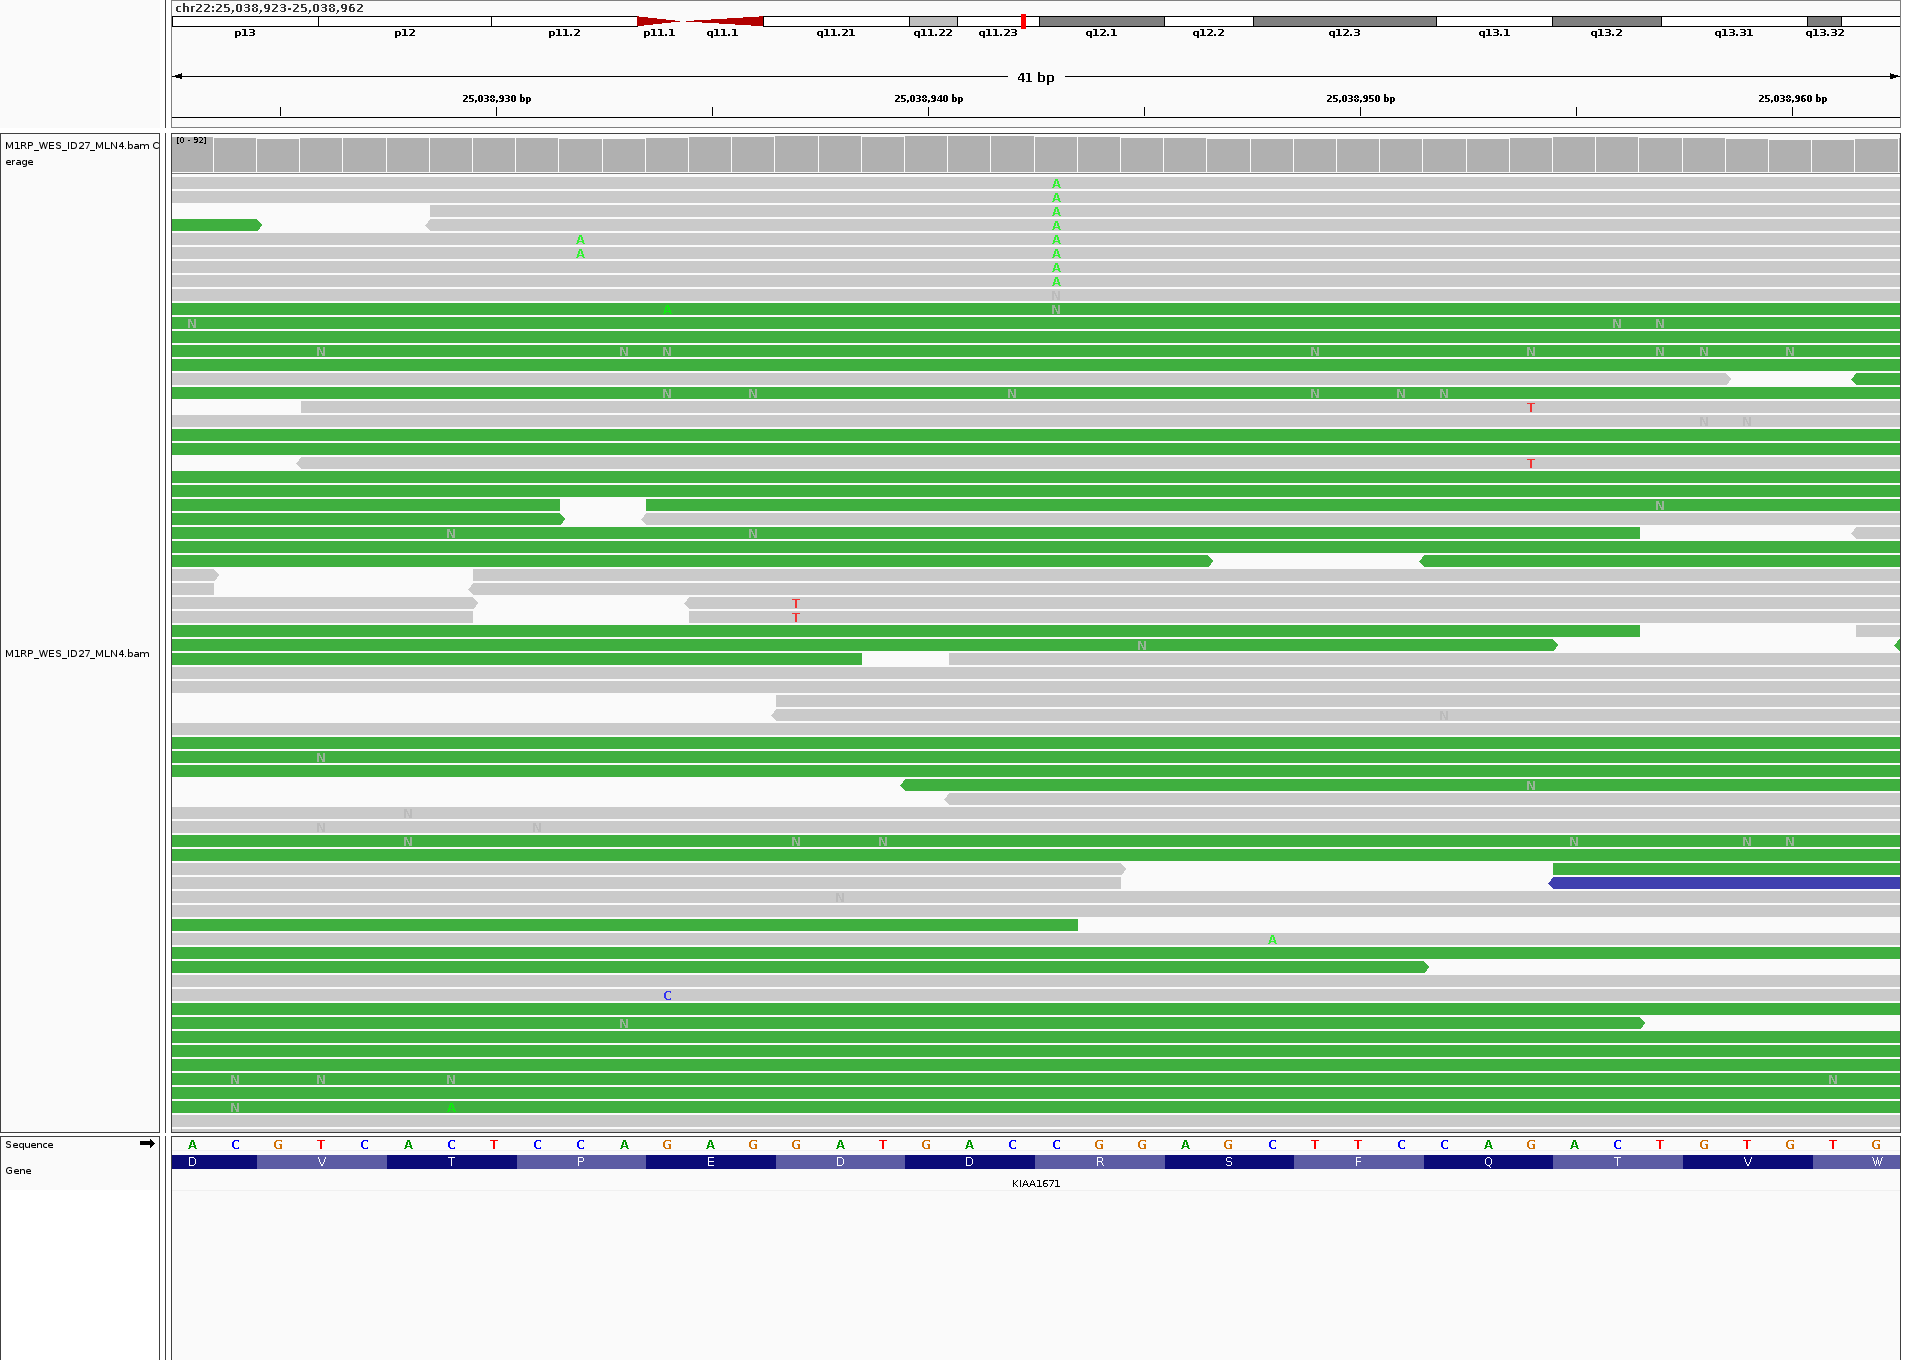 chr22:25,038,923-25,038,962
p13 p12 p11.2 p11.1 q11.1 q11.21 q11.22 q11.23 q12.1 q12.2 q12.3 q13.1 q13.2 q13.31 q13.32
41 bp
25,038,930 bp 25,038,940 bp 25,038,950 bp 25,038,960 bp
M1RP_WES_ID27_MLN4.bam C
erage
[0 - 92]
A
A
A
A
A A
A A
A
A
N
A N
N N N
N N N N N N N N
N N N N N N
T
N N
T
N
N N
T
T
N
N
N
N
N
N N
N N N N N N
N
A
C
N
N N N N
N A
M1RP_WES_ID27_MLN4.bam
Sequence
A C G T C A C T C C A G A G G A T G A C C G G A G C T T C C A G A C T G T G T G
Gene
D V T P E D D R S F Q T V W
KIAA1671